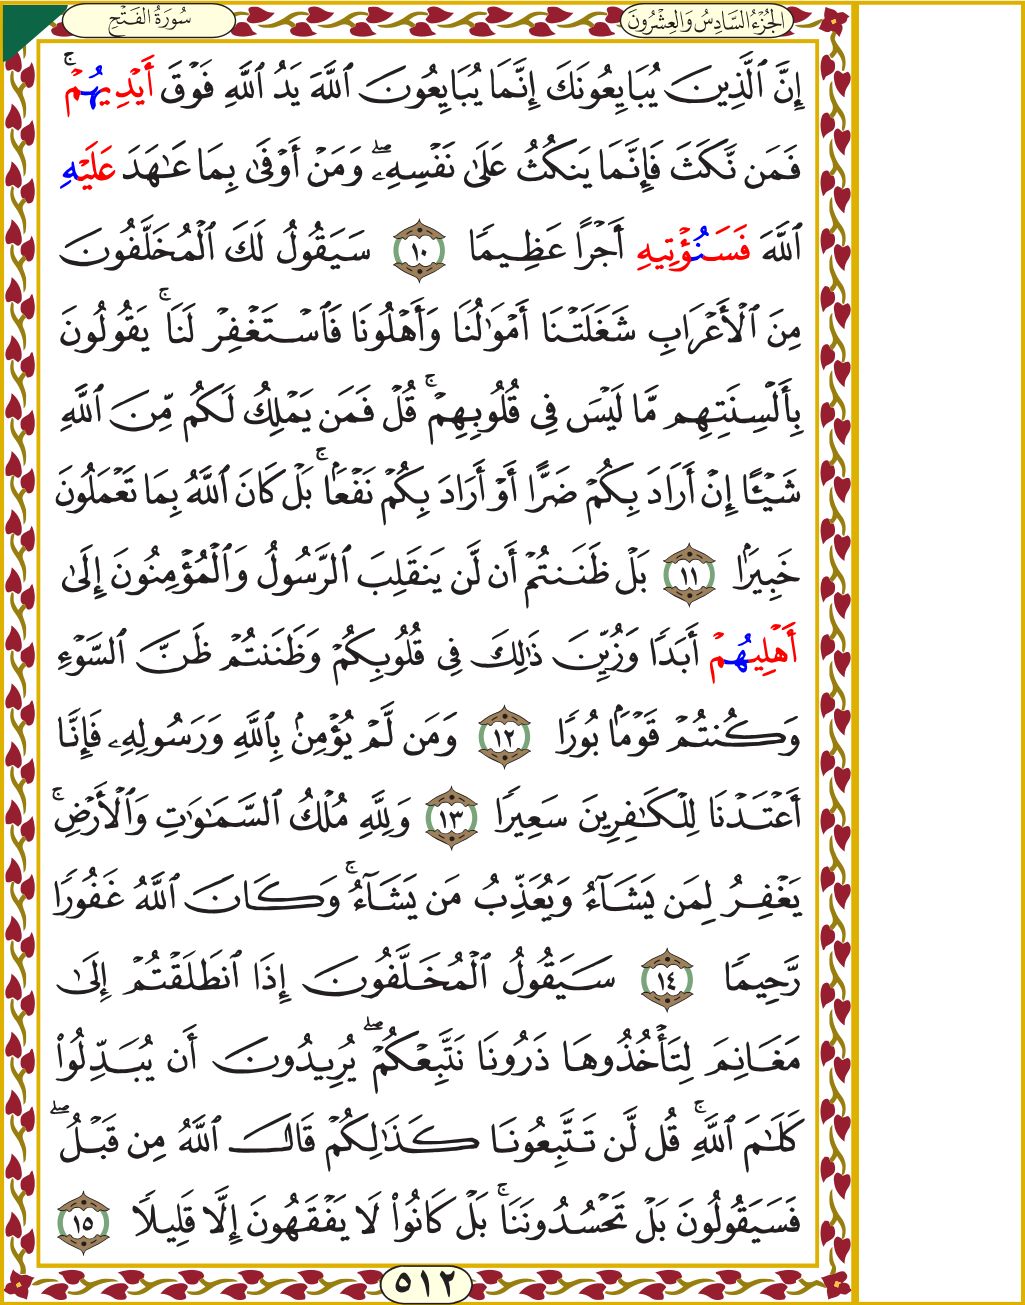 الجُزْءُ السَّادِسُ وَالعِشْرُونَ
سُورَةُ الفَتْحِ
إِنَّ ٱلَّذِينَ يُبَايِعُونَكَ إِنَّمَا يُبَايِعُونَ ٱللَّهَ يَدُ ٱللَّهِ فَوۡقَ أَيۡدِيهُمۡۚ
فَمَن نَّكَثَ فَإِنَّمَا يَنكُثُ عَلَىٰ نَفۡسِهِۦۖ وَمَنۡ أَوۡفَىٰ بِمَا عَٰهَدَ عَلَيۡهِ
ٱللَّهَ فَسَنُؤۡتِيهِ أَجۡرًا عَظِيمٗا ١٠ سَيَقُولُ لَكَ ٱلۡمُخَلَّفُونَ
مِنَ ٱلۡأَعۡرَابِ شَغَلَتۡنَا أَمۡوَٰلُنَا وَأَهۡلُونَا فَٱسۡتَغۡفِرۡ لَنَاۚ يَقُولُونَ
بِأَلۡسِنَتِهِم مَّا لَيۡسَ فِي قُلُوبِهِمۡۚ قُلۡ فَمَن يَمۡلِكُ لَكُم مِّنَ ٱللَّهِ
شَيۡـًٔا إِنۡ أَرَادَ بِكُمۡ ضَرًّا أَوۡ أَرَادَ بِكُمۡ نَفۡعَۢاۚ بَلۡ كَانَ ٱللَّهُ بِمَا تَعۡمَلُونَ
خَبِيرَۢا ١١ بَلۡ ظَنَنتُمۡ أَن لَّن يَنقَلِبَ ٱلرَّسُولُ وَٱلۡمُؤۡمِنُونَ إِلَىٰ
أَهۡلِيهُمۡ أَبَدٗا وَزُيِّنَ ذَٰلِكَ فِي قُلُوبِكُمۡ وَظَنَنتُمۡ ظَنَّ ٱلسَّوۡءِ
وَكُنتُمۡ قَوۡمَۢا بُورٗا ١٢ وَمَن لَّمۡ يُؤۡمِنۢ بِٱللَّهِ وَرَسُولِهِۦ فَإِنَّا
أَعۡتَدۡنَا لِلۡكَٰفِرِينَ سَعِيرٗا ١٣ وَلِلَّهِ مُلۡكُ ٱلسَّمَٰوَٰتِ وَٱلۡأَرۡضِۚ
يَغۡفِرُ لِمَن يَشَآءُ وَيُعَذِّبُ مَن يَشَآءُۚ وَكَانَ ٱللَّهُ غَفُورٗا
رَّحِيمٗا ١٤ سَيَقُولُ ٱلۡمُخَلَّفُونَ إِذَا ٱنطَلَقۡتُمۡ إِلَىٰ
مَغَانِمَ لِتَأۡخُذُوهَا ذَرُونَا نَتَّبِعۡكُمۡۖ يُرِيدُونَ أَن يُبَدِّلُواْ
كَلَٰمَ ٱللَّهِۚ قُل لَّن تَتَّبِعُونَا كَذَٰلِكُمۡ قَالَ ٱللَّهُ مِن قَبۡلُۖ
فَسَيَقُولُونَ بَلۡ تَحۡسُدُونَنَاۚ بَلۡ كَانُواْ لَا يَفۡقَهُونَ إِلَّا قَلِيلٗا ١٥
٥١٢